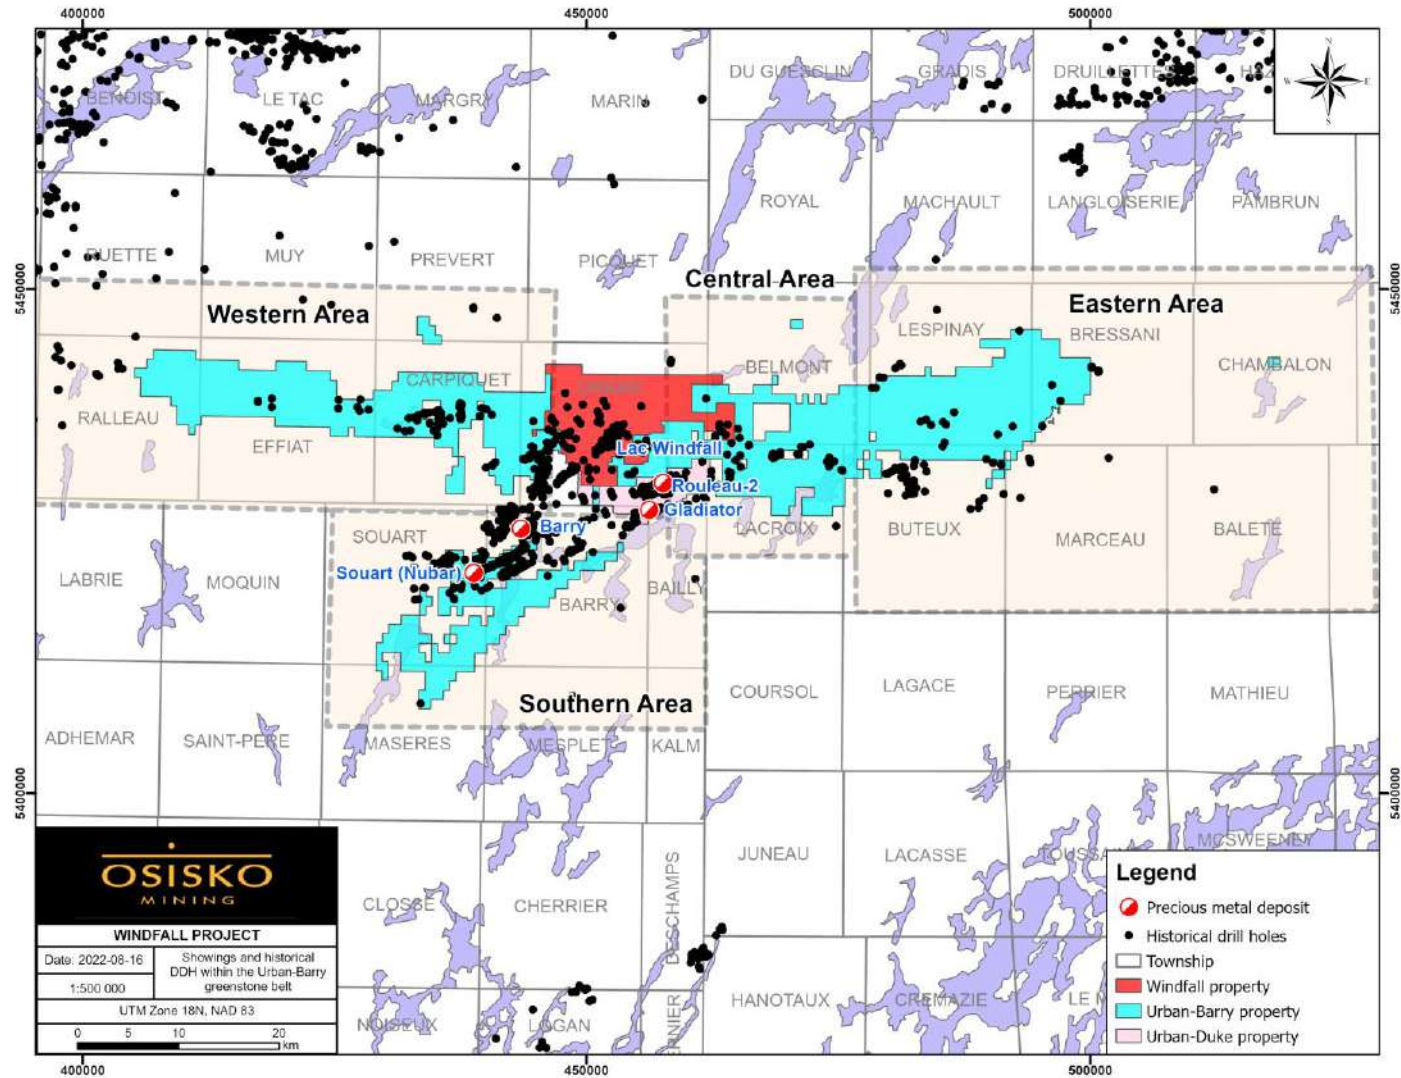 400000 450000 500000
N
W E
S
BENOIST LE TAC MARGRY MARIN DU GUESCLIN GRADIS DRUILLETTES
ROYAL MACHAULT LANGLOISERIE PAMBRUN
RUETTE MUY PREVERT PICQUET
5450000 5450000
Central Area
Western Area Eastern Area
LESPINAY BRESSANI
BELMONT CHAMBALON
CARPIQUET
RALLEAU
EFFIAT
Lac Windfall
Rouleau-2
Gladiator
SOUART Barry LACROIX BUTEUX MARCEAU BALETE
Souart (Nubar)
LABRIE MOQUIN BARRY BAILLY
COURSOL LAGACE PERRIER MATHIEU
Southern Area
ADHEMAR SAINT-PERE MASERES MESPLET KALM
5400000 5400000
MCSWEENEY
JUNEAU LACASSE
DESCHAMPS
CLOSSE CHERRIER
HANOTAUX CREMAZIE
NOISEUX LOGAN
OSISKO
MINING
WINDFALL PROJECT
Date: 2022-08-16
1:500 000
Showings and historical
DDH within the Urban-Barry
greenstone belt
UTM Zone 18N, NAD 83
0 5 10 20
km
Legend
Precious metal deposit
Historical drill holes
Township
Windfall property
Urban-Barry property
Urban-Duke property
400000 450000 500000